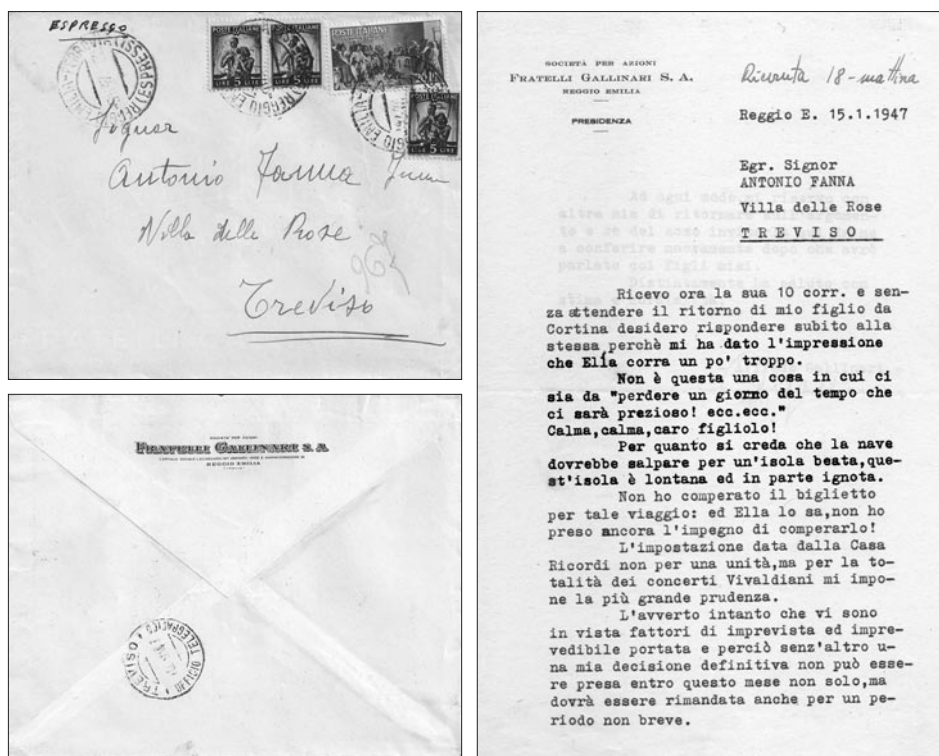 ESPRESSO
POSTE ITALIANE
POSTE ITALIANE
POSTE ITALIANE
LIRE 5 LIRE
Signor
Antonio Fanna
Villa delle Rose
Treviso
FRATELLI GALLINARI S. A.
REGGIO EMILIA
TREVISO UFFICIO TELEGRAFICO
SOCIETÀ PER AZIONI
FRATELLI GALLINARI S. A.
REGGIO EMILIA
PRESIDENZA
Ricevuta 18-mattina
Reggio E. 15.1.1947
Egr. Signor
ANTONIO FANNA
Villa delle Rose
TREVISO
Ricevo ora la sua 10 corr. e sen-
za attendere il ritorno di mio figlio da
Cortina desidero rispondere subito alla
stessa perchè mi ha dato l'impressione
che Ella corra un po' troppo.
Non è questa una cosa in cui ci
sia da "perdere un giorno del tempo che
ci sarà prezioso! ecc.ecc."
Calma,calma,caro figliolo!
Per quanto si creda che la nave
dovrebbe salpare per un'isola beata,que-
st'isola è lontana ed in parte ignota.
Non ho comperato il biglietto
per tale viaggio: ed Ella lo sa,non ho
preso ancora l'impegno di comperarlo!
L'impostazione data dalla Casa
Ricordi non per una unità,ma per la to-
talità dei concerti Vivaldiani mi impo-
ne la più grande prudenza.
L'avverto intanto che vi sono
in vista fattori di imprevista ed impre-
vedibile portata e perciò senz'altro u-
na mia decisione definitiva non può esse-
re presa entro questo mese non solo,ma
dovrà essere rimandata anche per un pe-
riodo non breve.